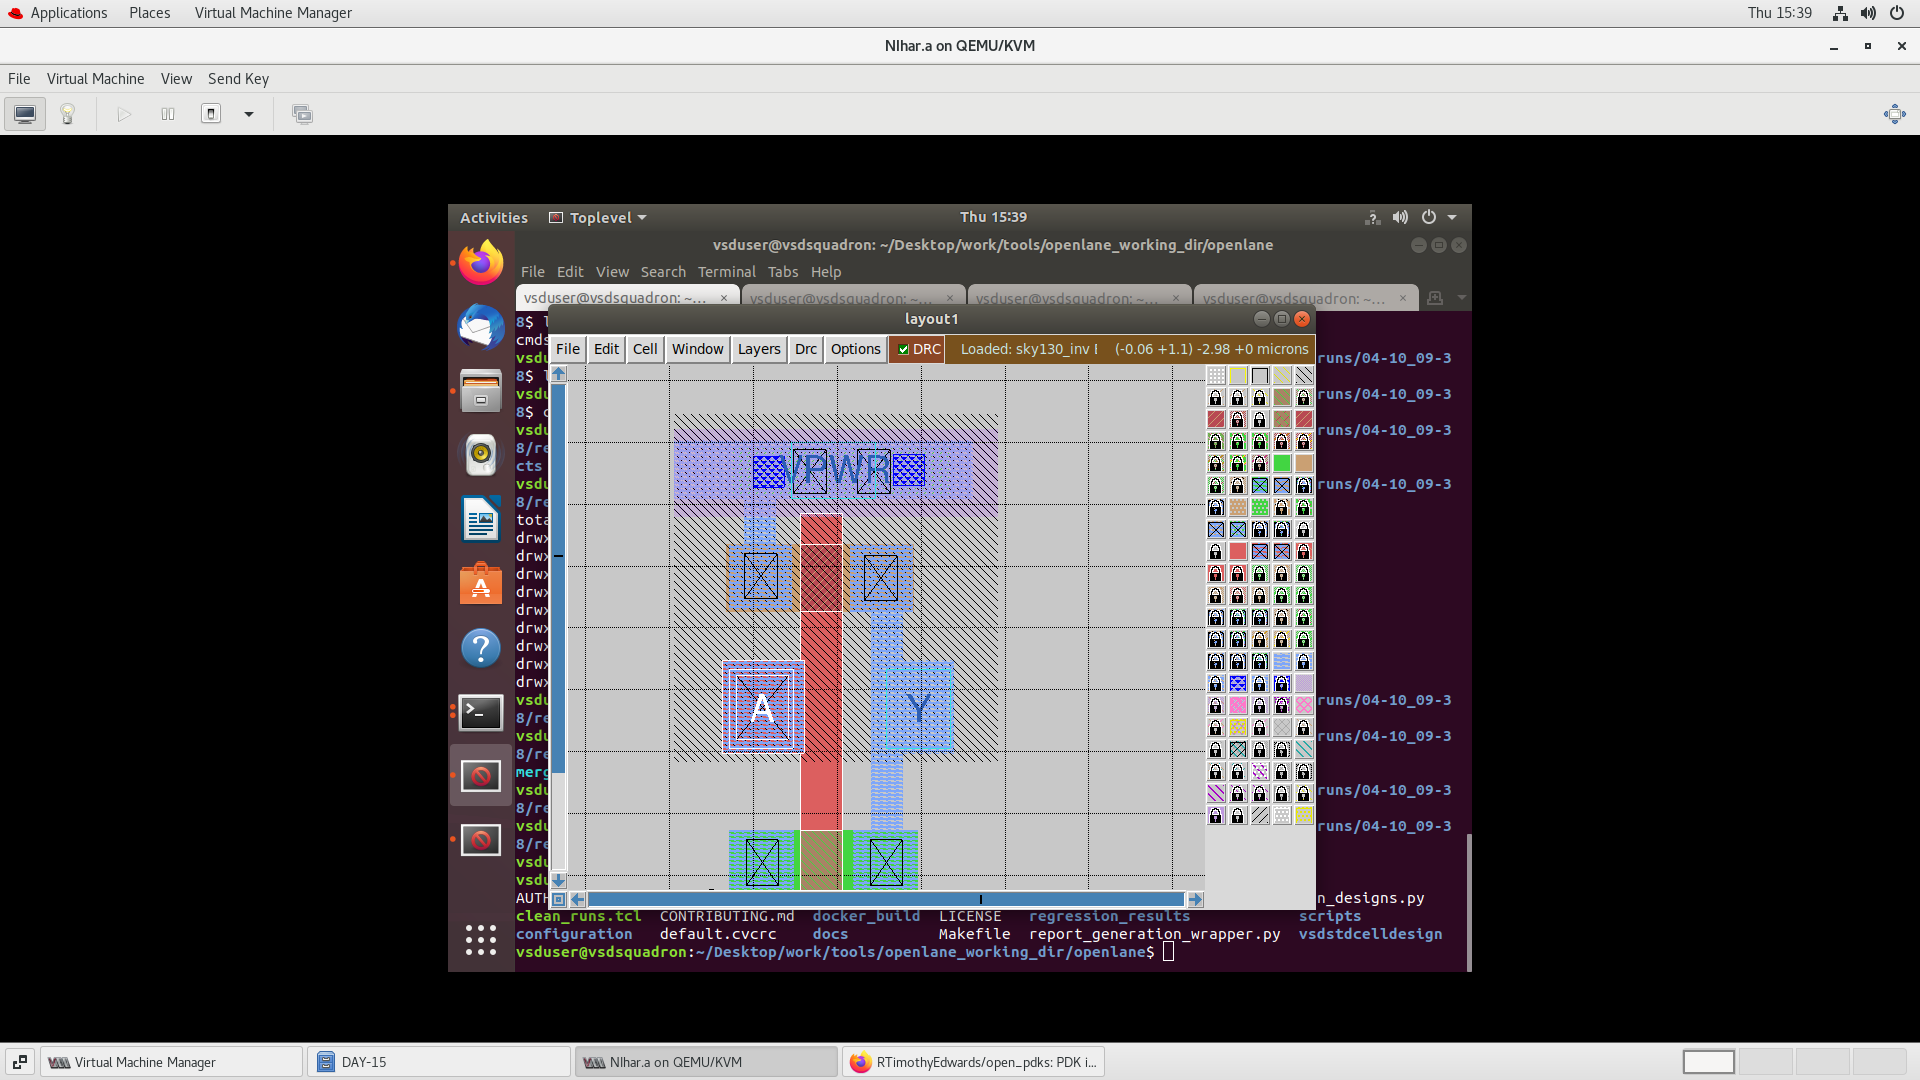 Applications Places Virtual Machine Manager Thu 15:39
NIhar.a on QEMU/KVM
File Virtual Machine View Send Key
Activities Toplevel Thu 15:39
vsduser@vsdsquadron: ~/Desktop/work/tools/openlane_working_dir/openlane
File Edit View Search Terminal Tabs Help
vsduser@vsdsquadron: ~... × vsduser@vsdsquadron: ~... × vsduser@vsdsquadron: ~... × vsduser@vsdsquadron: ~... ×
layout1
File Edit Cell Window Layers Drc Options DRC Loaded: sky130_inv (-0.06 +1.1) -2.98 +0 microns
8$
cmds
vsdu runs/04-10_09-3
8$
vsdu runs/04-10_09-3
8$
vsdu runs/04-10_09-3
8/re
cts
vsdu runs/04-10_09-3
8/re
tota
drwx
drwx
drwx
drwx
drwx
drwx
drwx
drwx
drwx
vsdu runs/04-10_09-3
8/re
vsdu runs/04-10_09-3
8/re
merg
vsdu runs/04-10_09-3
8/re
vsdu runs/04-10_09-3
8/re
vsdu
vsdu
VPWR
A Y
AUTH n_designs.py
clean_runs.tcl CONTRIBUTING.md docker_build LICENSE regression_results scripts
configuration default.cvcrc docs Makefile report_generation_wrapper.py vsdstdcelldesign
vsduser@vsdsquadron:~/Desktop/work/tools/openlane_working_dir/openlane$
Virtual Machine Manager DAY-15 NIhar.a on QEMU/KVM RTimothyEdwards/open_pdks: PDK i...